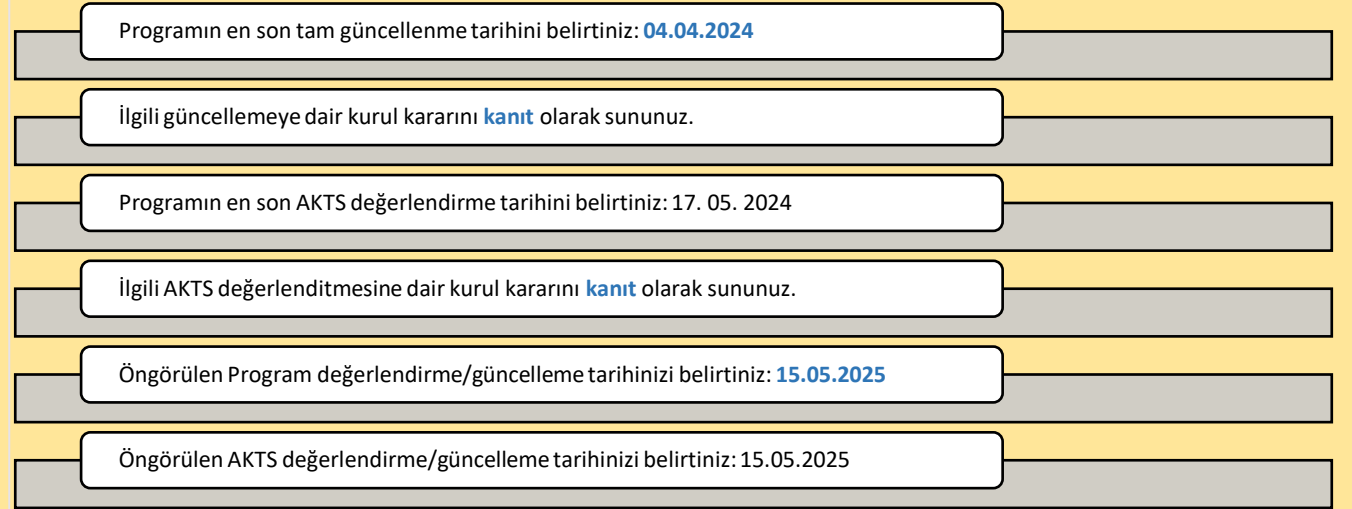 Programın en son tam güncellenme tarihini belirtiniz: 04.04.2024
İlgili güncellemeye dair kurul kararını kanıt olarak sununuz.
Programın en son AKTS değerlendirme tarihini belirtiniz: 17. 05. 2024
İlgili AKTS değerlenditmesine dair kurul kararını kanıt olarak sununuz.
Öngörülen Program değerlendirme/güncelleme tarihinizi belirtiniz: 15.05.2025
Öngörülen AKTS değerlendirme/güncelleme tarihinizi belirtiniz: 15.05.2025